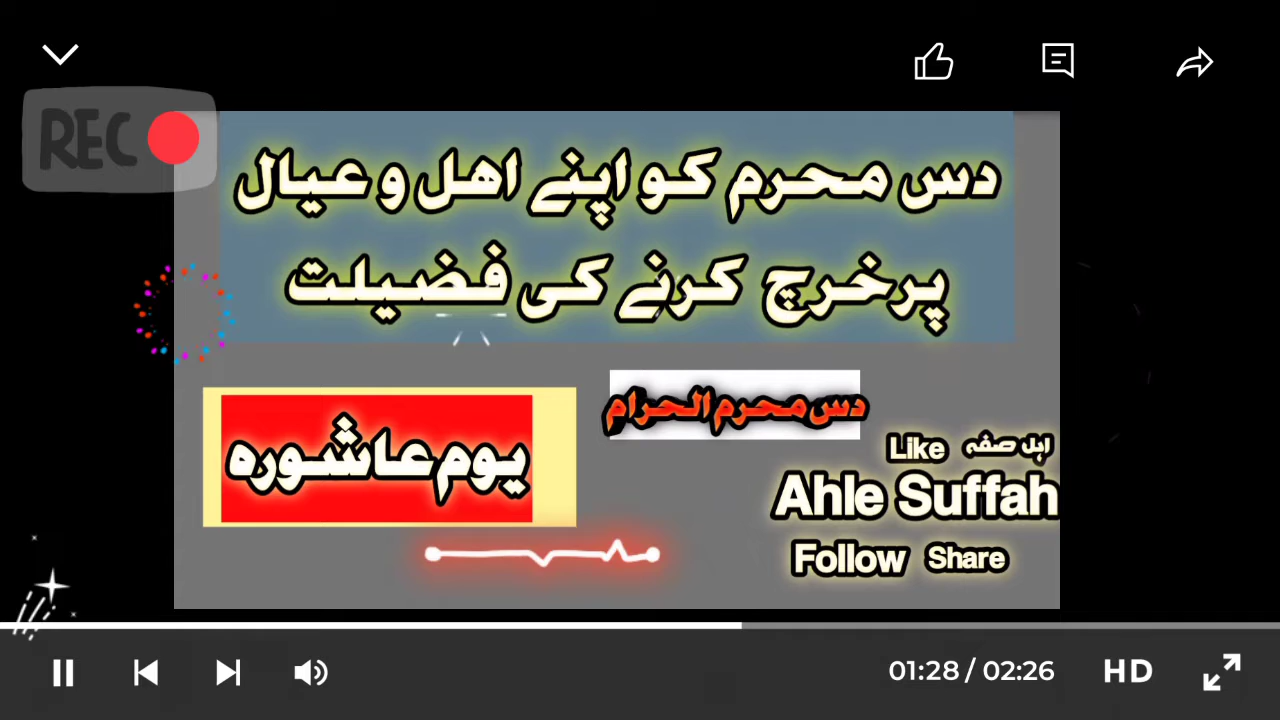 REC
دس محرم کو اپنے اھل و عیال
پرخرچ کرنے کی فضیلت
دس محرم الحرام
یوم عاشورہ
Like اہل صفہ
Ahle Suffah
Follow Share
01:28 / 02:26 HD